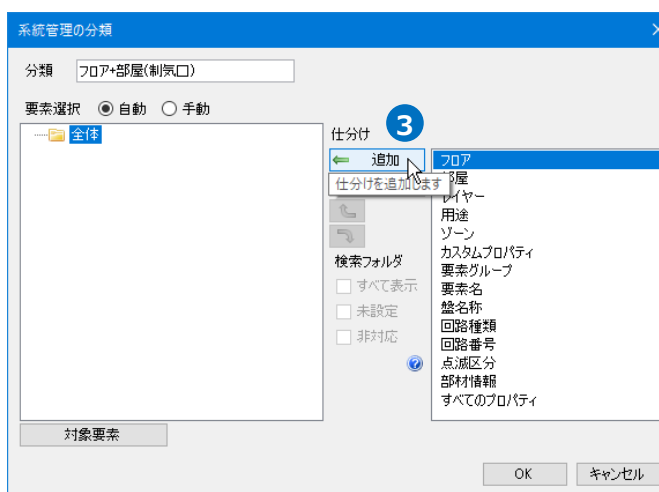 系統管理の分類
分類 フロア+部屋(制気口)
要素選択 自動 手動
全体
仕分け
3
追加
仕分けを追加します
検索フォルダ
すべて表示
未設定
非対応
フロア
部屋
レイヤー
用途
ゾーン
カスタムプロパティ
要素グループ
要素名
盤名称
回路種類
回路番号
点滅区分
部材情報
すべてのプロパティ
対象要素
OK キャンセル